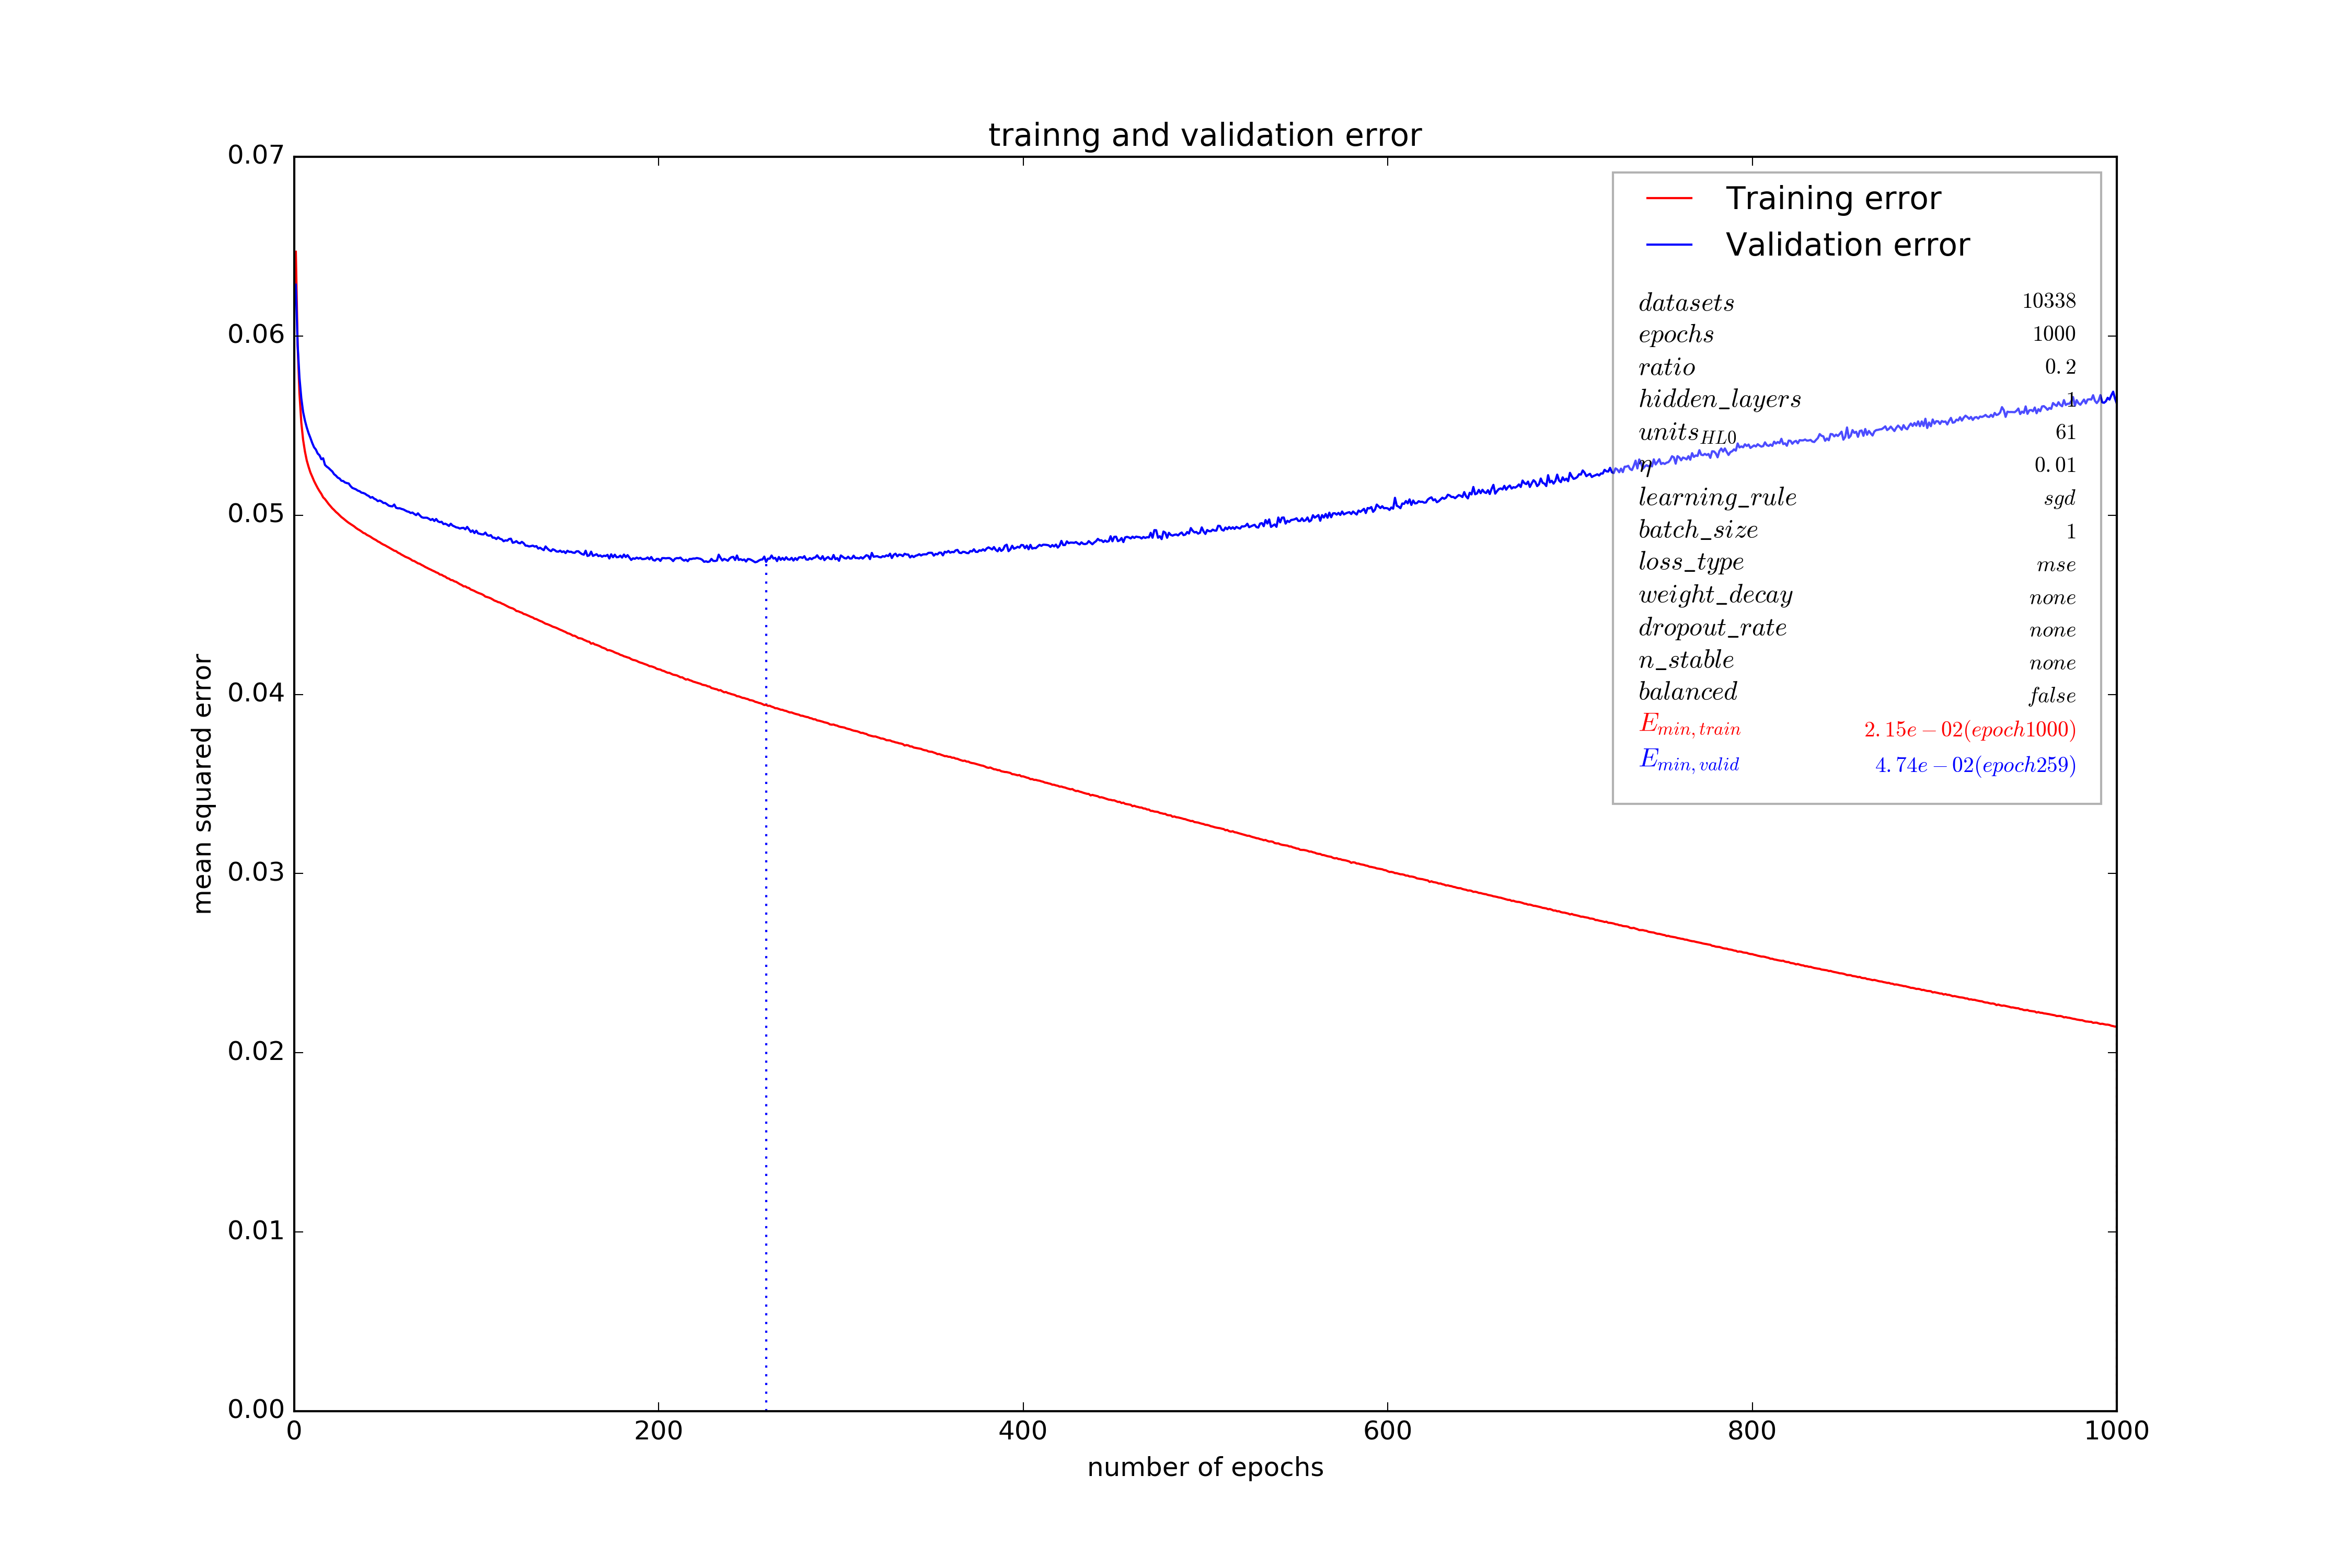 trainng and validation error
0.07
0.06
0.05
0.04
0.03
0.02
0.01
0.00
mean squared error
0 200 400 600 800 1000
number of epochs
Training error
Validation error
datasets 10338
epochs 1000
ratio 0.2
hidden_layers 1
units_HL0 61
η 0.01
learning_rule sgd
batch_size 1
loss_type mse
weight_decay none
dropout_rate none
n_stable none
balanced false
E_min,train 2.15e−02(epoch1000)
E_min,valid 4.74e−02(epoch259)